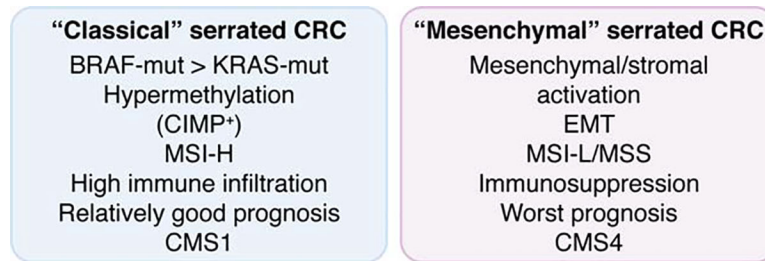 “Classical” serrated CRC
BRAF-mut > KRAS-mut
Hypermethylation
(CIMP⁺)
MSI-H
High immune infiltration
Relatively good prognosis
CMS1
“Mesenchymal” serrated CRC
Mesenchymal/stromal
activation
EMT
MSI-L/MSS
Immunosuppression
Worst prognosis
CMS4